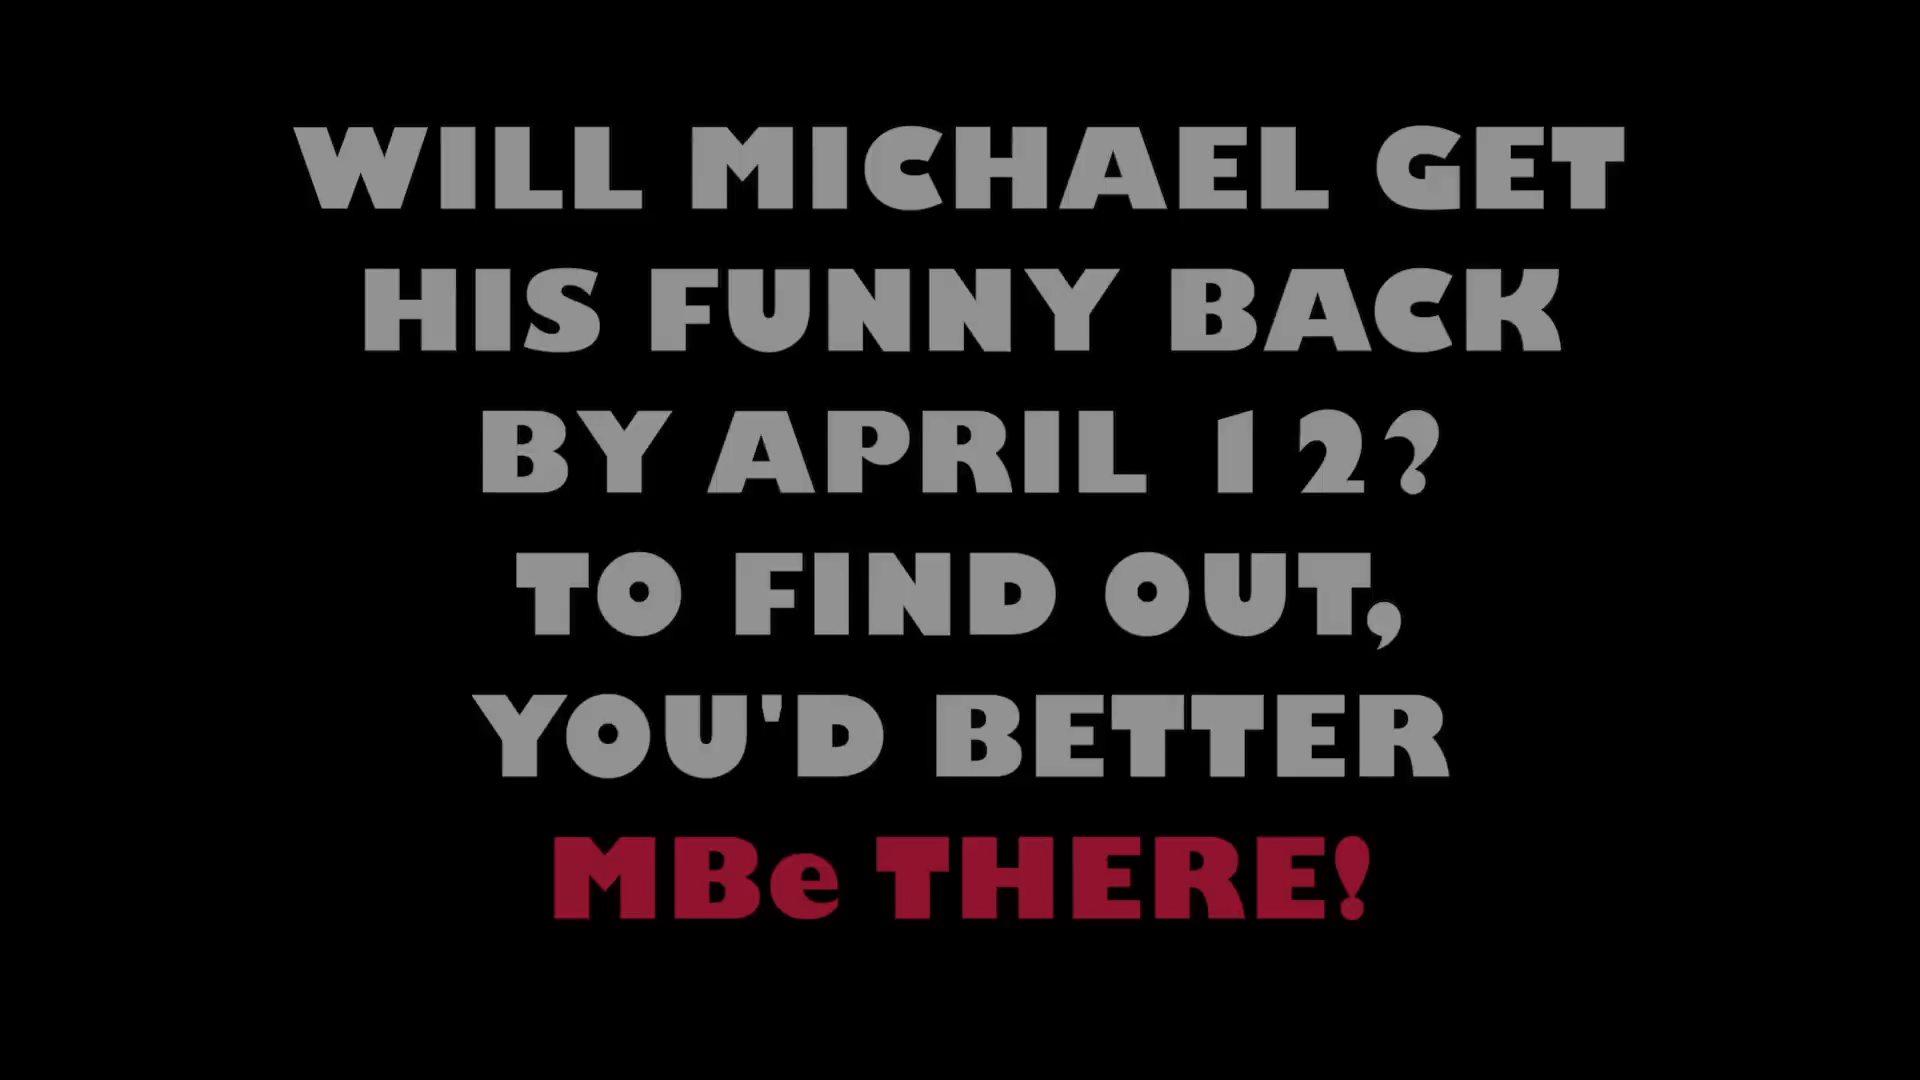 WILL MICHAEL GET
HIS FUNNY BACK
BY APRIL 12?
TO FIND OUT,
YOU'D BETTER
MBe THERE!